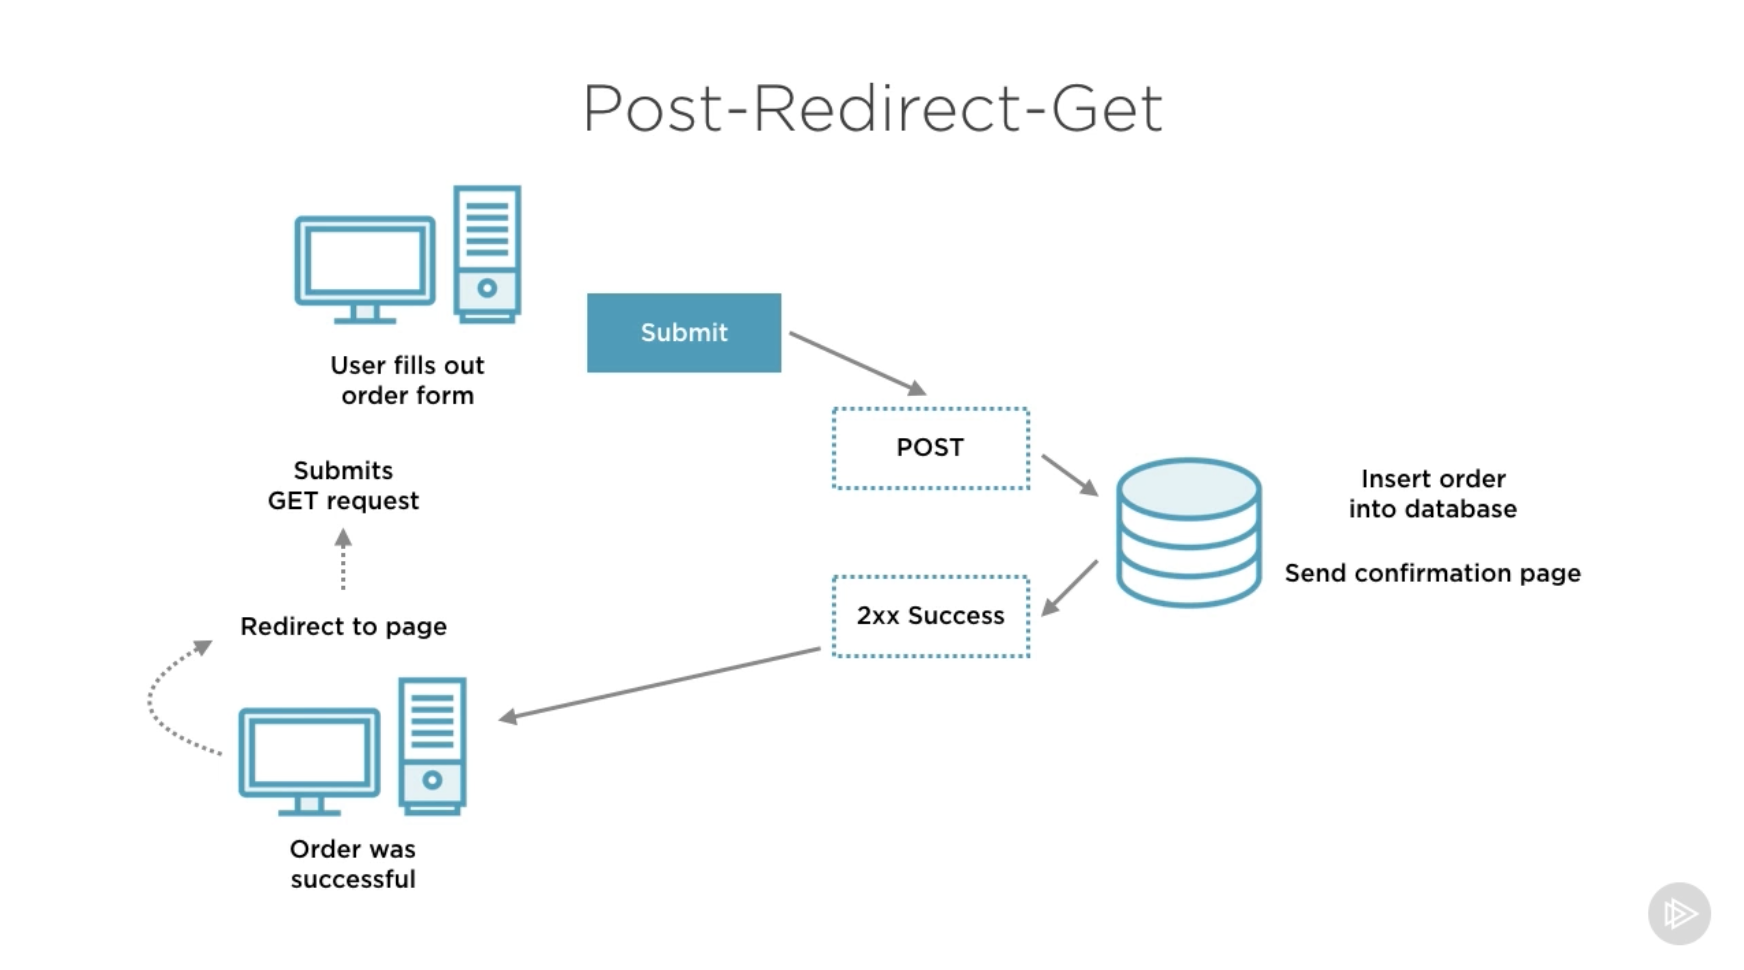 Post-Redirect-Get
User fills out
order form
Submit
POST
Insert order
into database
Send confirmation page
2xx Success
Order was
successful
Redirect to page
Submits
GET request